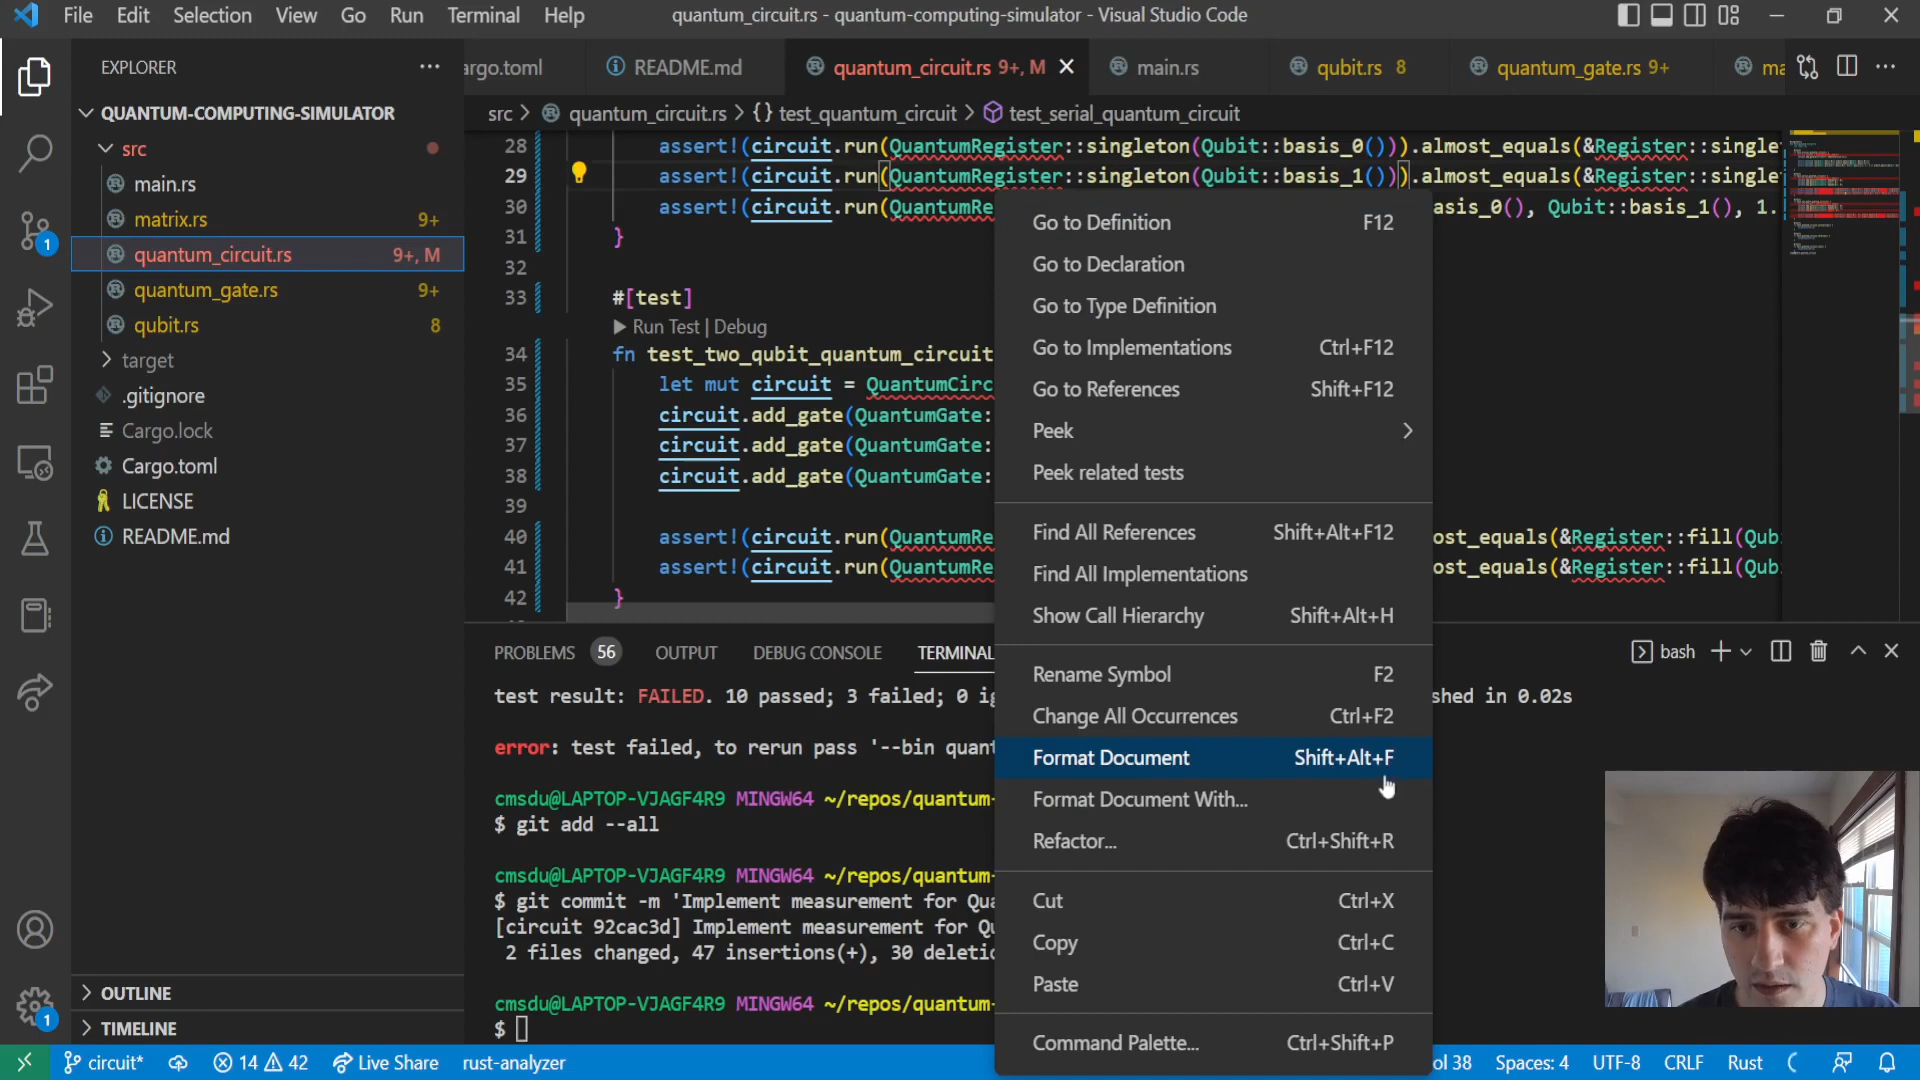 File Edit Selection View Go Run Terminal Help quantum_circuit.rs - quantum-computing-simulator - Visual Studio Code
EXPLORER
argo.toml README.md quantum_circuit.rs 9+, M main.rs qubit.rs 8 quantum_gate.rs 9+ ma
QUANTUM-COMPUTING-SIMULATOR
src > quantum_circuit.rs > {} test_quantum_circuit > test_serial_quantum_circuit
src
main.rs
matrix.rs 9+
quantum_circuit.rs 9+, M
quantum_gate.rs 9+
qubit.rs 8
target
.gitignore
Cargo.lock
Cargo.toml
LICENSE
README.md
OUTLINE
TIMELINE
28 assert!(circuit.run(QuantumRegister::singleton(Qubit::basis_0())).almost_equals(&Register::single
29 assert!(circuit.run(QuantumRegister::singleton(Qubit::basis_1())).almost_equals(&Register::single
30 assert!(circuit.run(QuantumRe asis_0(), Qubit::basis_1(), 1.
31 }
32
33 #[test]
Run Test | Debug
34 fn test_two_qubit_quantum_circuit
35 let mut circuit = QuantumCirc
36 circuit.add_gate(QuantumGate:
37 circuit.add_gate(QuantumGate:
38 circuit.add_gate(QuantumGate:
39
40 assert!(circuit.run(QuantumRe ost_equals(&Register::fill(Qub
41 assert!(circuit.run(QuantumRe ost_equals(&Register::fill(Qub
42 }
Go to Definition F12
Go to Declaration
Go to Type Definition
Go to Implementations Ctrl+F12
Go to References Shift+F12
Peek
Peek related tests
Find All References Shift+Alt+F12
Find All Implementations
Show Call Hierarchy Shift+Alt+H
Rename Symbol F2
Change All Occurrences Ctrl+F2
Format Document Shift+Alt+F
Format Document With...
Refactor... Ctrl+Shift+R
Cut Ctrl+X
Copy Ctrl+C
Paste Ctrl+V
Command Palette... Ctrl+Shift+P
PROBLEMS 56 OUTPUT DEBUG CONSOLE TERMINAL bash
test result: FAILED. 10 passed; 3 failed; 0 ig shed in 0.02s
error: test failed, to rerun pass '--bin quant
cmsdu@LAPTOP-VJAGF4R9 MINGW64 ~/repos/quantum-
$ git add --all
cmsdu@LAPTOP-VJAGF4R9 MINGW64 ~/repos/quantum-
$ git commit -m 'Implement measurement for Qua
[circuit 92cac3d] Implement measurement for Qu
2 files changed, 47 insertions(+), 30 deletic
cmsdu@LAPTOP-VJAGF4R9 MINGW64 ~/repos/quantum-
$
1
1
circuit* 14 42 Live Share rust-analyzer ol 38 Spaces: 4 UTF-8 CRLF Rust